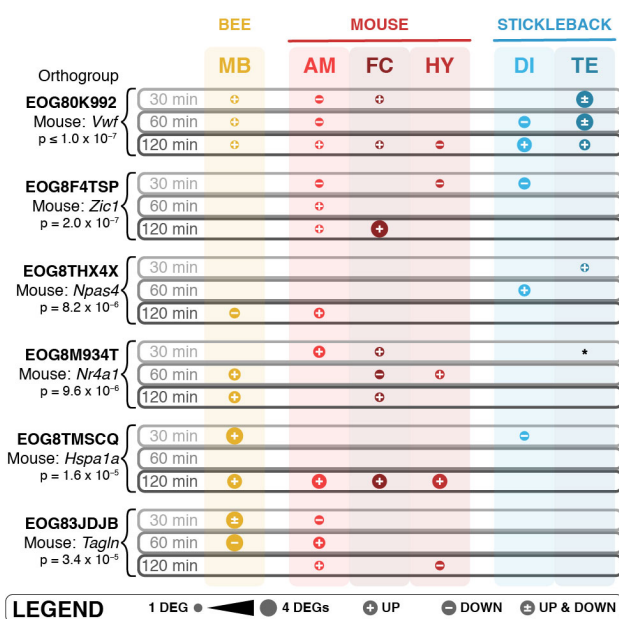 BEE MOUSE STICKLEBACK
MB AM FC HY DI TE
Orthogroup
EOG80K992
Mouse: Vwf
p ≤ 1.0 x 10⁻⁷
30 min
60 min
120 min
EOG8F4TSP
Mouse: Zic1
p = 2.0 x 10⁻⁷
30 min
60 min
120 min
EOG8THX4X
Mouse: Npas4
p = 8.2 x 10⁻⁶
30 min
60 min
120 min
EOG8M934T
Mouse: Nr4a1
p = 9.6 x 10⁻⁶
30 min *
60 min
120 min
EOG8TMSCQ
Mouse: Hspa1a
p = 1.6 x 10⁻⁵
30 min
60 min
120 min
EOG83JDJB
Mouse: Tagln
p = 3.4 x 10⁻⁵
30 min
60 min
120 min
LEGEND 1 DEG 4 DEGs UP DOWN UP & DOWN